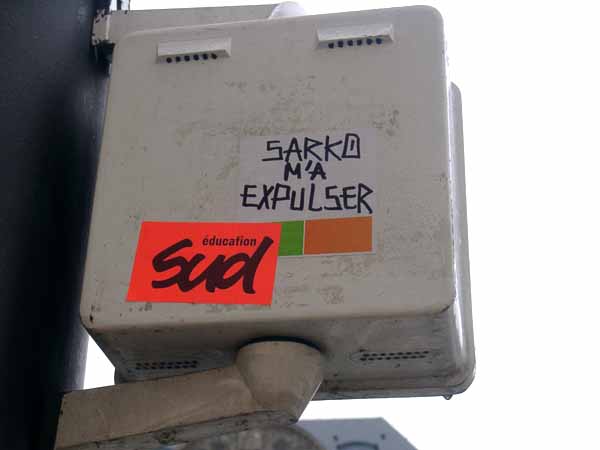 SARKO
M'A
EXPULSER
éducation
Sud